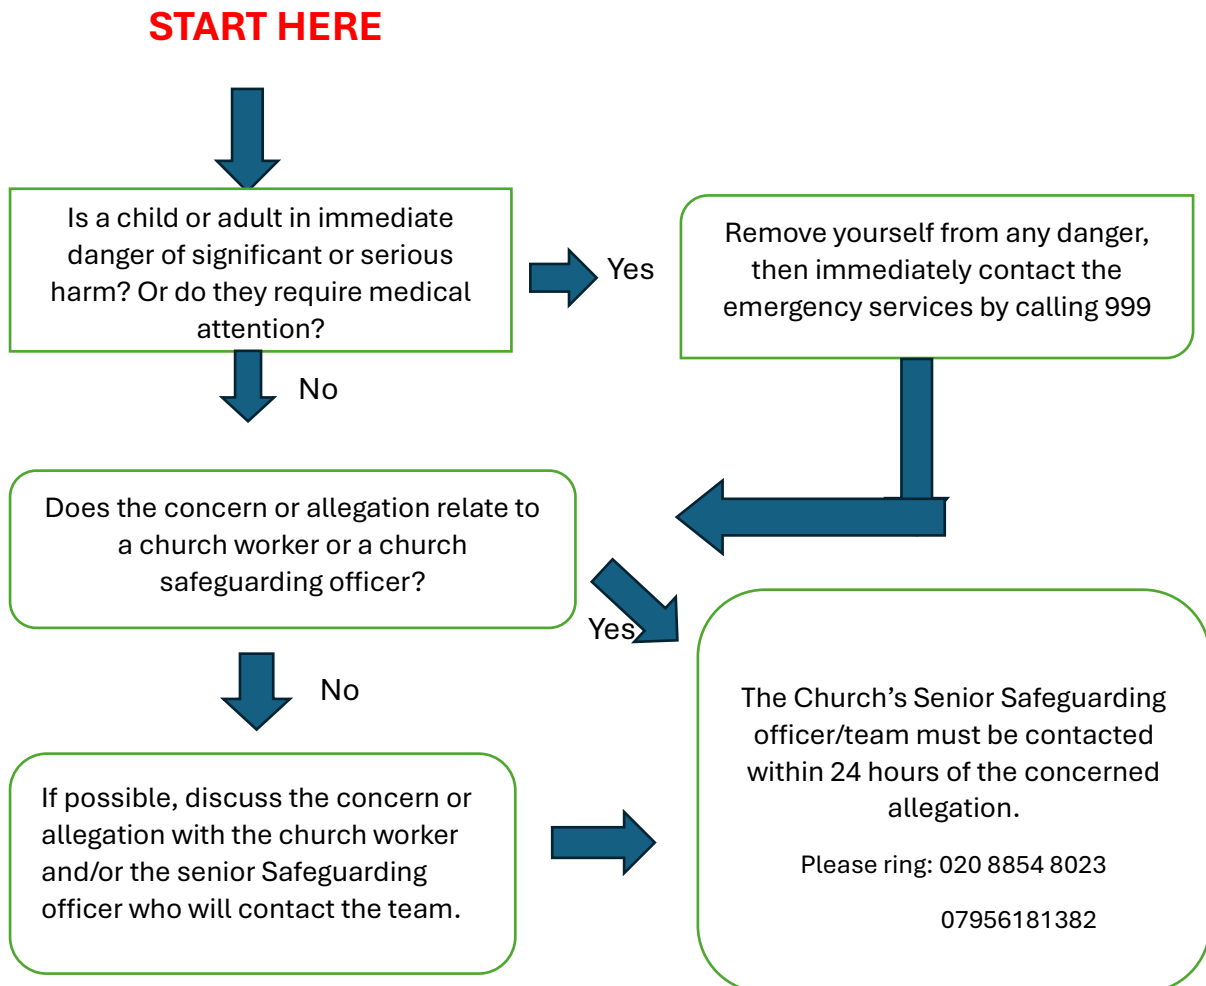 START HERE
Is a child or adult in immediate
danger of significant or serious
harm? Or do they require medical
attention?
Yes
Remove yourself from any danger,
then immediately contact the
emergency services by calling 999
No
Does the concern or allegation relate to
a church worker or a church
safeguarding officer?
Yes
No
If possible, discuss the concern or
allegation with the church worker
and/or the senior Safeguarding
officer who will contact the team.
The Church’s Senior Safeguarding
officer/team must be contacted
within 24 hours of the concerned
allegation.
Please ring: 020 8854 8023
07956181382